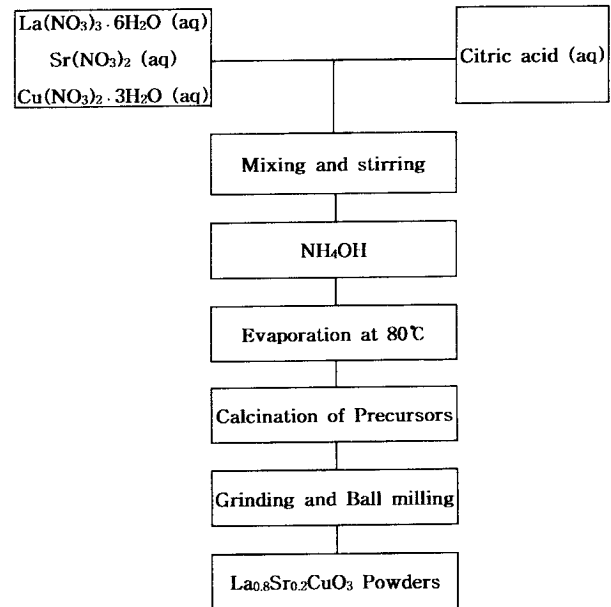 La(NO₃)₃·6H₂O (aq)
Sr(NO₃)₂ (aq)
Cu(NO₃)₂·3H₂O (aq)
Citric acid (aq)
Mixing and stirring
NH₄OH
Evaporation at 80℃
Calcination of Precursors
Grinding and Ball milling
La₀.₈Sr₀.₂CuO₃ Powders